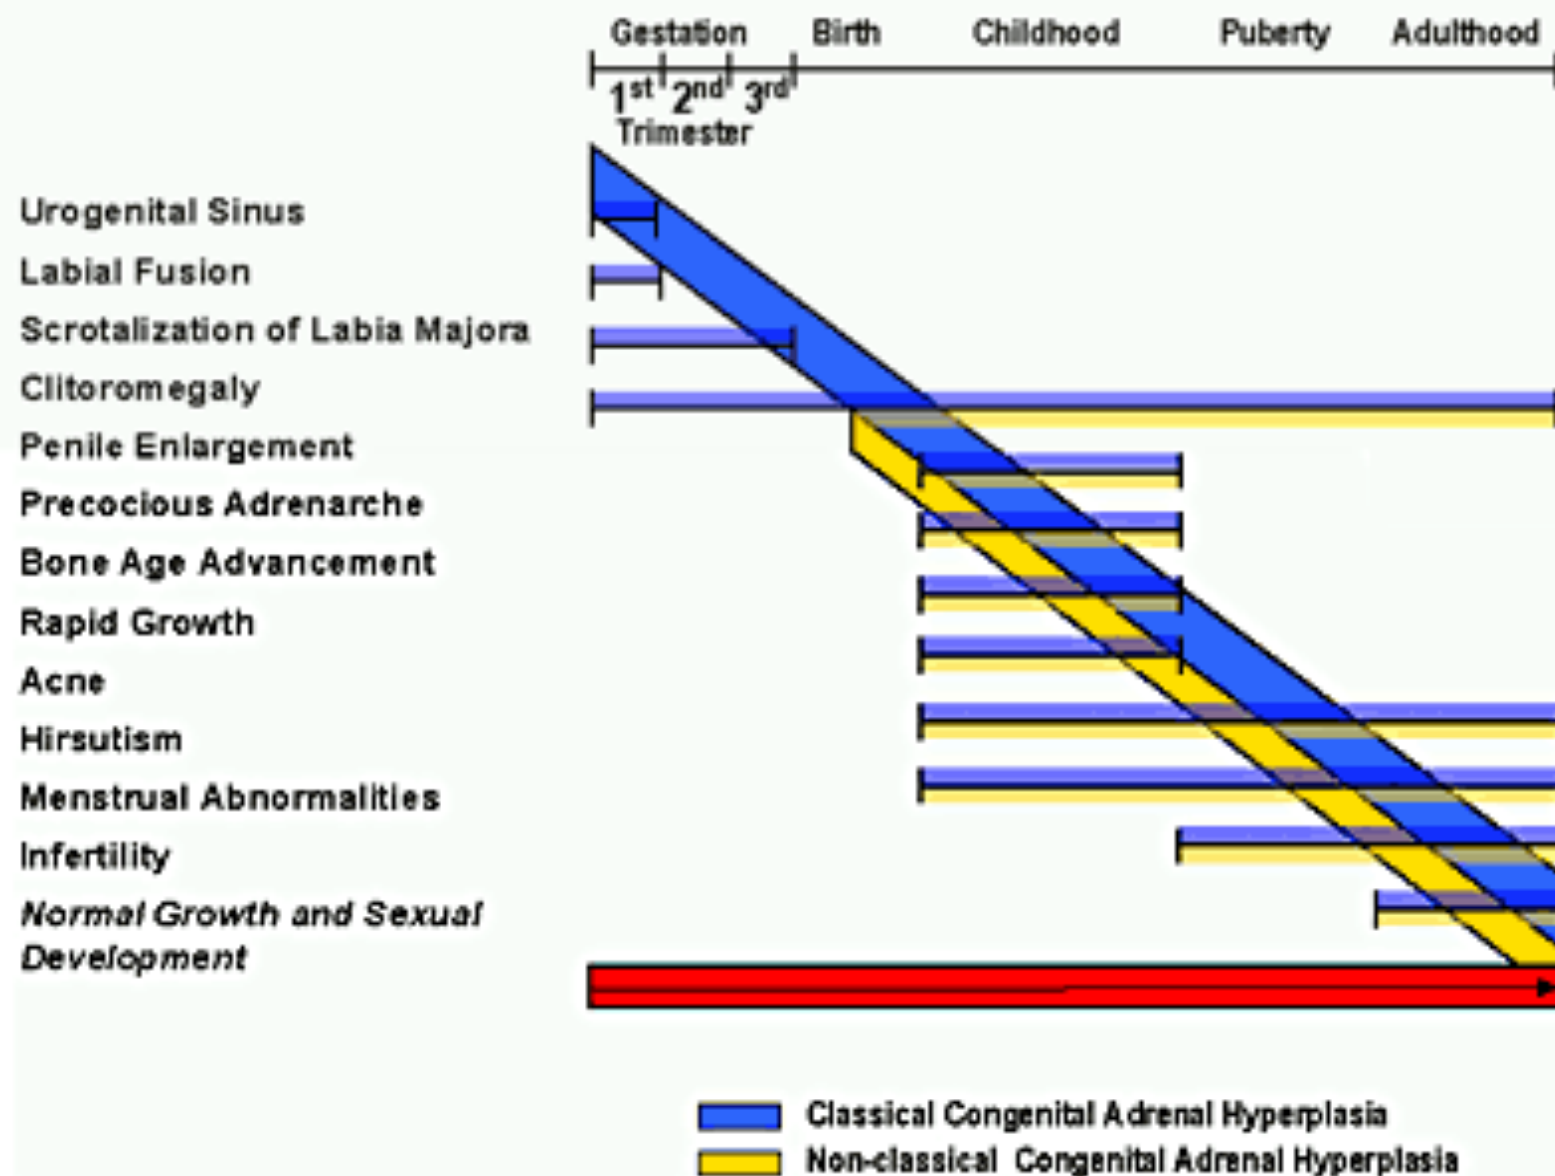 Gestation Birth Childhood Puberty Adulthood
1st 2nd 3rd
Trimester
Urogenital Sinus
Labial Fusion
Scrotalization of Labia Majora
Clitoromegaly
Penile Enlargement
Precocious Adrenarche
Bone Age Advancement
Rapid Growth
Acne
Hirsutism
Menstrual Abnormalities
Infertility
Normal Growth and Sexual
Development
Classical Congenital Adrenal Hyperplasia
Non-classical Congenital Adrenal Hyperplasia